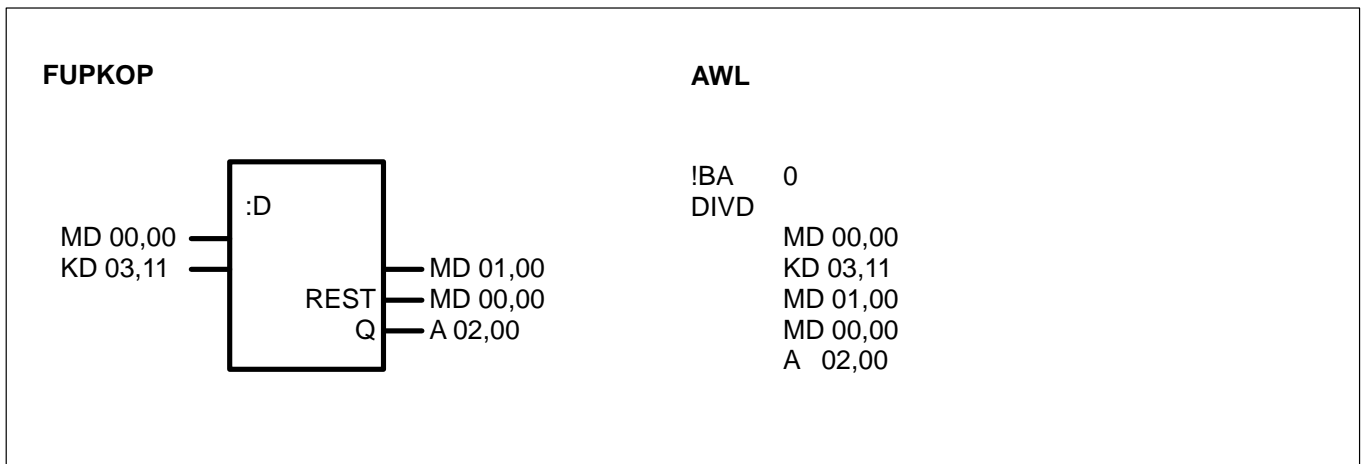 FUPKOP
:D
MD 00,00
KD 03,11
MD 01,00
REST MD 00,00
Q A 02,00
AWL
!BA 0
DIVD
MD 00,00
KD 03,11
MD 01,00
MD 00,00
A 02,00